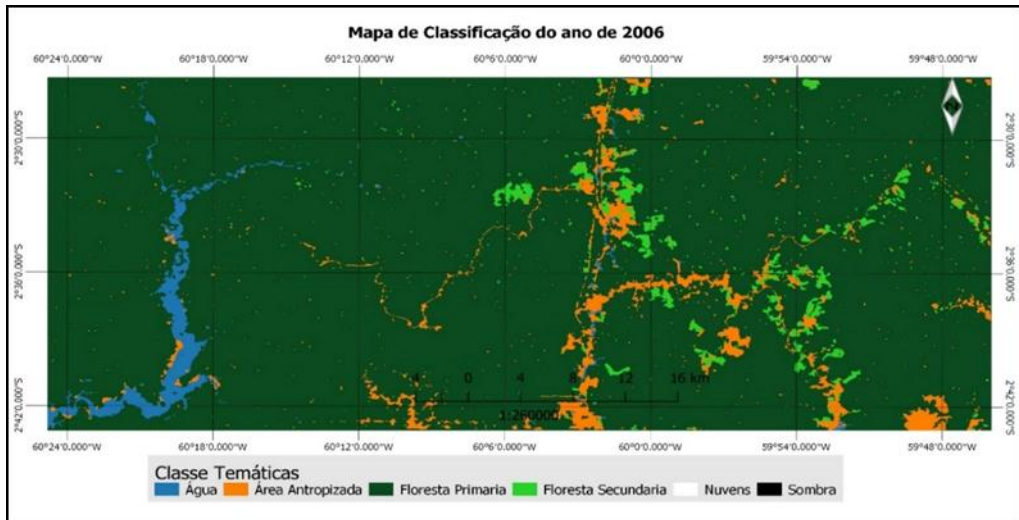 Mapa de Classificação do ano de 2006
60°24'0.000"W 60°18'0.000"W 60°12'0.000"W 60°6'0.000"W 60°0'0.000"W 59°54'0.000"W 59°48'0.000"W
2°30'0.000"S 2°30'0.000"S
2°36'0.000"S 2°36'0.000"S
4 0 4 8 12 16 km
1:260000
2°42'0.000"S 2°42'0.000"S
60°24'0.000"W 60°18'0.000"W 60°12'0.000"W 60°6'0.000"W 60°0'0.000"W 59°54'0.000"W 59°48'0.000"W
Classe Temáticas
Água Área Antropizada Floresta Primaria Floresta Secundaria Nuvens Sombra